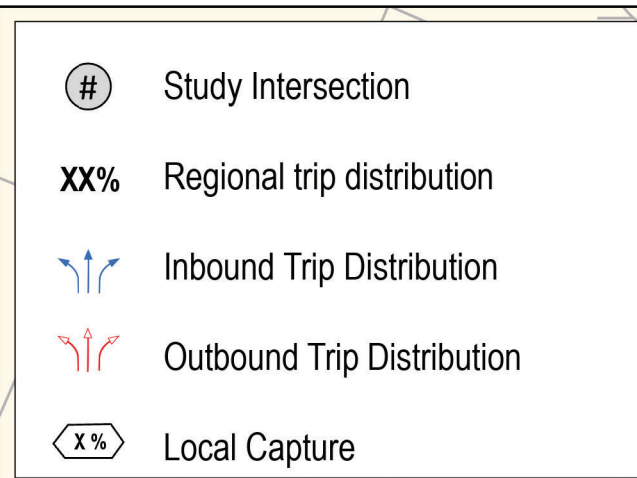 # Study Intersection
XX% Regional trip distribution
Inbound Trip Distribution
Outbound Trip Distribution
X % Local Capture